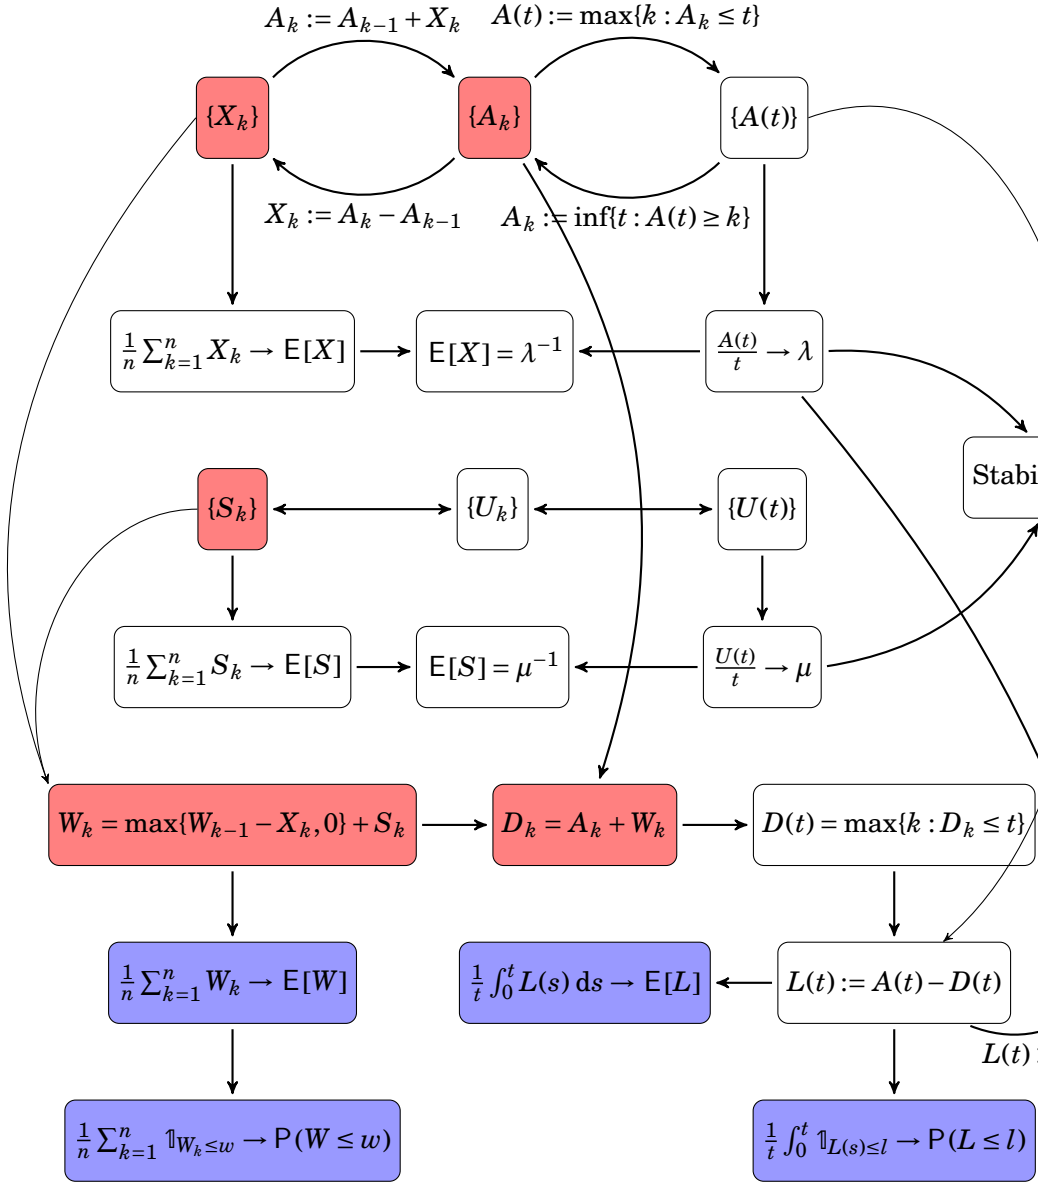 A_k := A_{k−1} + X_k
A(t) := max{k : A_k ≤ t}
{X_k}
{A_k}
{A(t)}
X_k := A_k − A_{k−1}
A_k := inf{t : A(t) ≥ k}
1/n ∑_{k=1}^n X_k → E[X]
E[X] = λ^{−1}
A(t)/t → λ
Stabi
{S_k}
{U_k}
{U(t)}
1/n ∑_{k=1}^n S_k → E[S]
E[S] = μ^{−1}
U(t)/t → μ
W_k = max{W_{k−1} − X_k, 0} + S_k
D_k = A_k + W_k
D(t) = max{k : D_k ≤ t}
1/n ∑_{k=1}^n W_k → E[W]
1/t ∫_0^t L(s) ds → E[L]
L(t) := A(t) − D(t)
L(t)
1/n ∑_{k=1}^n 𝟙_{W_k ≤ w} → P(W ≤ w)
1/t ∫_0^t 𝟙_{L(s) ≤ l} → P(L ≤ l)